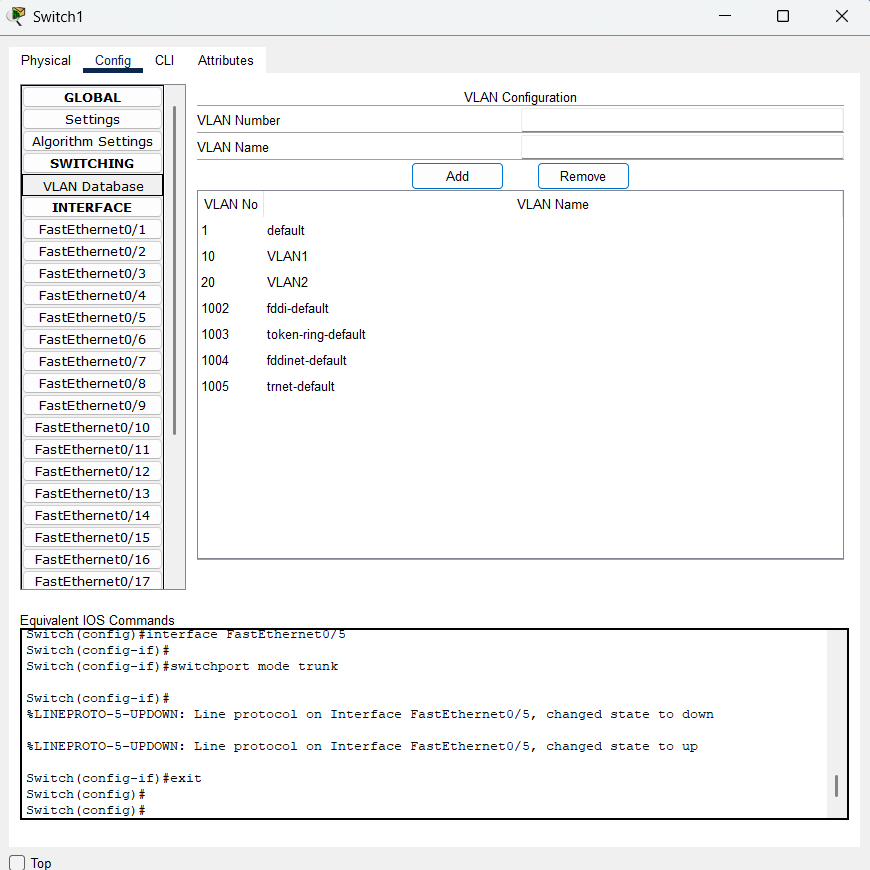 Switch1
Physical Config CLI Attributes
GLOBAL
Settings
Algorithm Settings
SWITCHING
VLAN Database
INTERFACE
FastEthernet0/1
FastEthernet0/2
FastEthernet0/3
FastEthernet0/4
FastEthernet0/5
FastEthernet0/6
FastEthernet0/7
FastEthernet0/8
FastEthernet0/9
FastEthernet0/10
FastEthernet0/11
FastEthernet0/12
FastEthernet0/13
FastEthernet0/14
FastEthernet0/15
FastEthernet0/16
FastEthernet0/17
VLAN Configuration
VLAN Number
VLAN Name
Add Remove
VLAN No VLAN Name
1 default
10 VLAN1
20 VLAN2
1002 fddi-default
1003 token-ring-default
1004 fddinet-default
1005 trnet-default
Equivalent IOS Commands
Switch(config)#interface FastEthernet0/5
Switch(config-if)#
Switch(config-if)#switchport mode trunk
Switch(config-if)#
%LINEPROTO-5-UPDOWN: Line protocol on Interface FastEthernet0/5, changed state to down
%LINEPROTO-5-UPDOWN: Line protocol on Interface FastEthernet0/5, changed state to up
Switch(config-if)#exit
Switch(config)#
Switch(config)#
Top